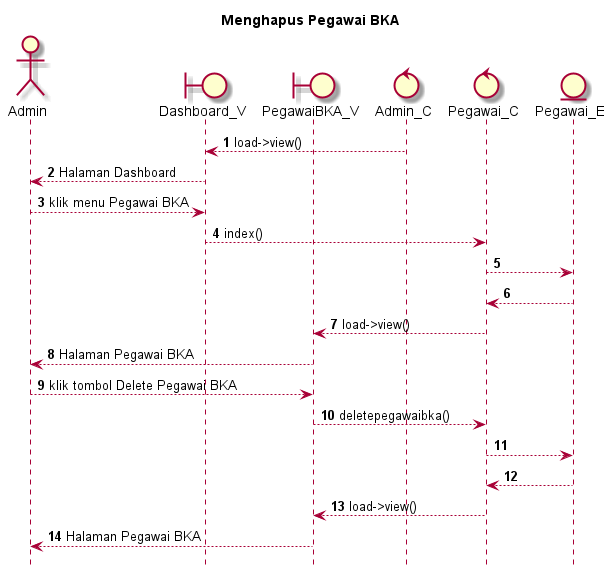 Menghapus Pegawai BKA
Admin Dashboard_V PegawaiBKA_V Admin_C Pegawai_C Pegawai_E
1 load->view()
2 Halaman Dashboard
3 klik menu Pegawai BKA
4 index()
5
6
7 load->view()
8 Halaman Pegawai BKA
9 klik tombol Delete Pegawai BKA
10 deletepegawaibka()
11
12
13 load->view()
14 Halaman Pegawai BKA